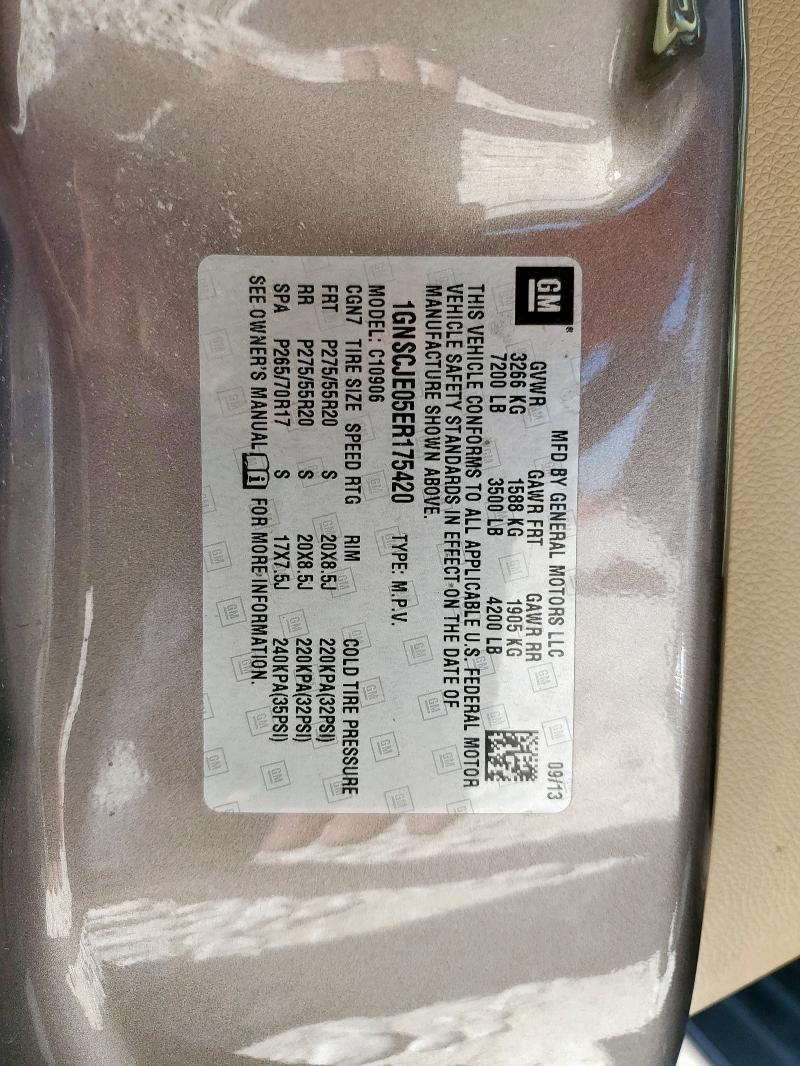 GM®
MFD BY GENERAL MOTORS LLC 09/13
GVWR GAWR FRT GAWR RR
3266 KG 1588 KG 1905 KG
7200 LB 3500 LB 4200 LB
THIS VEHICLE CONFORMS TO ALL APPLICABLE U.S. FEDERAL MOTOR
VEHICLE SAFETY STANDARDS IN EFFECT ON THE DATE OF
MANUFACTURE SHOWN ABOVE.
1GNSCJE05ER175420 TYPE: M.P.V.
MODEL: C10906
CGN7 TIRE SIZE SPEED RTG RIM COLD TIRE PRESSURE
FRT P275/55R20 S 20X8.5J 220KPA(32PSI)
RR P275/55R20 S 20X8.5J 220KPA(32PSI)
SPA P265/70R17 S 17X7.5J 240KPA(35PSI)
SEE OWNER'S MANUAL i FOR MORE INFORMATION.